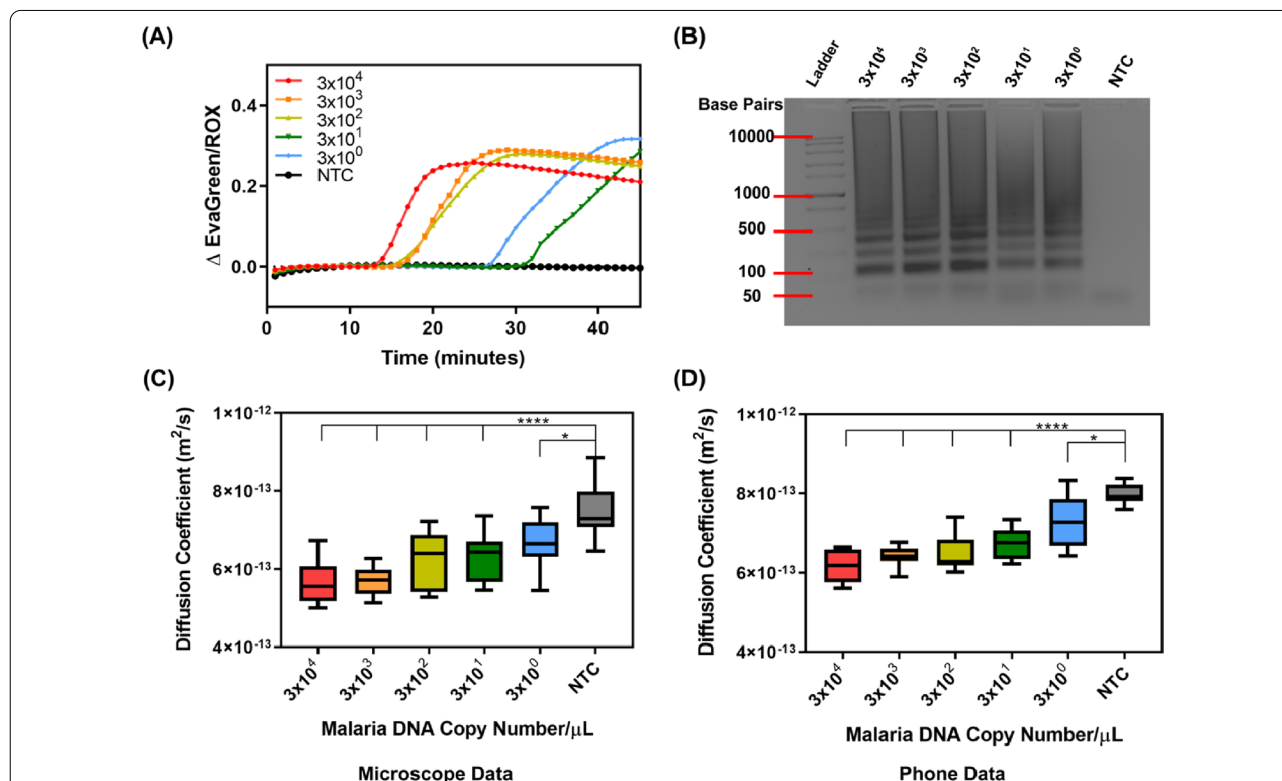 (A)
Δ EvaGreen/ROX
0.4
0.2
0.0
3x10⁴
3x10³
3x10²
3x10¹
3x10⁰
NTC
0 10 20 30 40
Time (minutes)
(B)
Ladder 3x10⁴ 3x10³ 3x10² 3x10¹ 3x10⁰ NTC
Base Pairs
10000
1000
500
100
50
(C)
Diffusion Coefficient (m²/s)
1×10⁻¹²
8×10⁻¹³
6×10⁻¹³
4×10⁻¹³
****
*
3x10⁴ 3x10³ 3x10² 3x10¹ 3x10⁰ NTC
Malaria DNA Copy Number/μL
Microscope Data
(D)
Diffusion Coefficient (m²/s)
1×10⁻¹²
8×10⁻¹³
6×10⁻¹³
4×10⁻¹³
****
*
3x10⁴ 3x10³ 3x10² 3x10¹ 3x10⁰ NTC
Malaria DNA Copy Number/μL
Phone Data